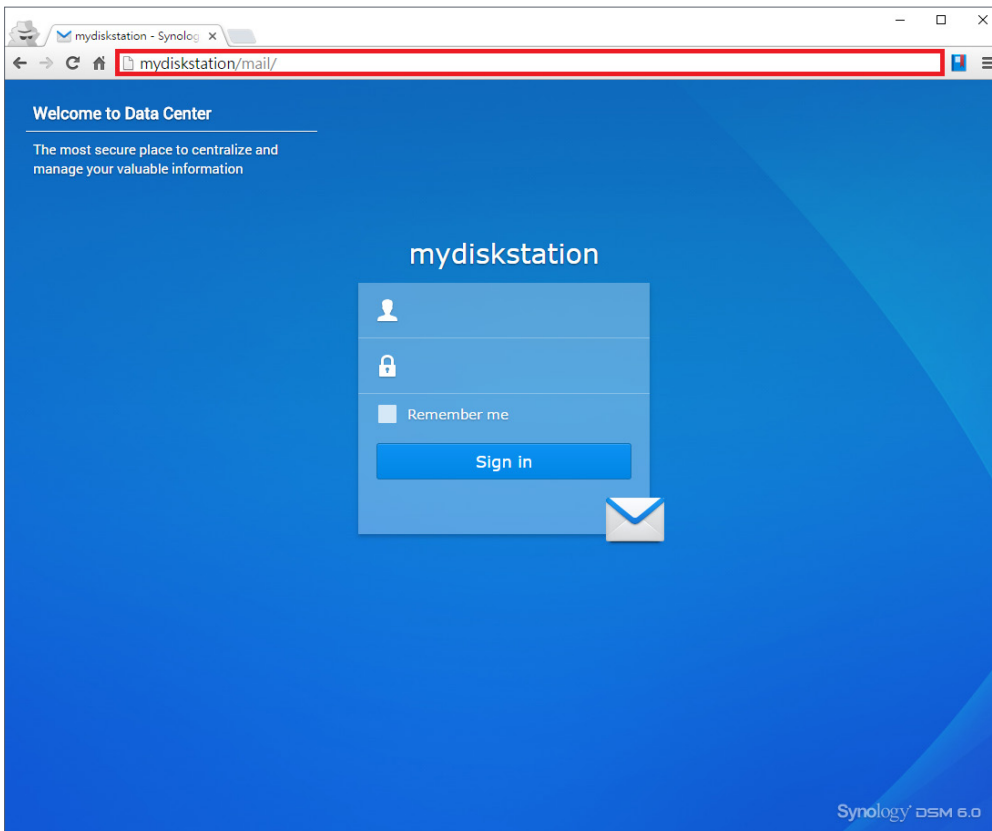 mydiskstation - Synolog
mydiskstation/mail/
Welcome to Data Center
The most secure place to centralize and
manage your valuable information
mydiskstation
Remember me
Sign in
Synology DSM 6.0